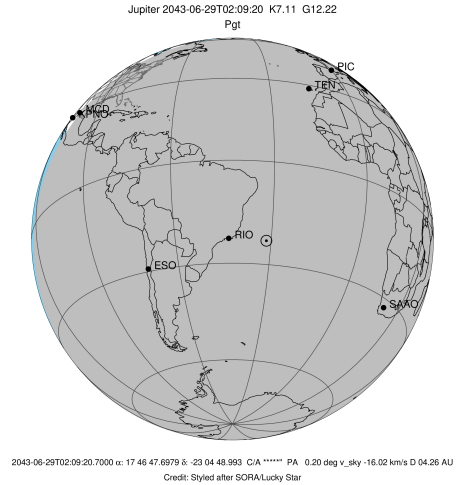 Jupiter 2043-06-29T02:09:20 K7.11 G12.22
Pgt
PIC
TEN
MCD
KPNO
RIO
ESO
SAAO
2043-06-29T02:09:20.7000 α: 17 46 47.6979 δ: -23 04 48.993 C/A *****" PA 0.20 deg v_sky -16.02 km/s D 04.26 AU
Credit: Styled after SORA/Lucky Star